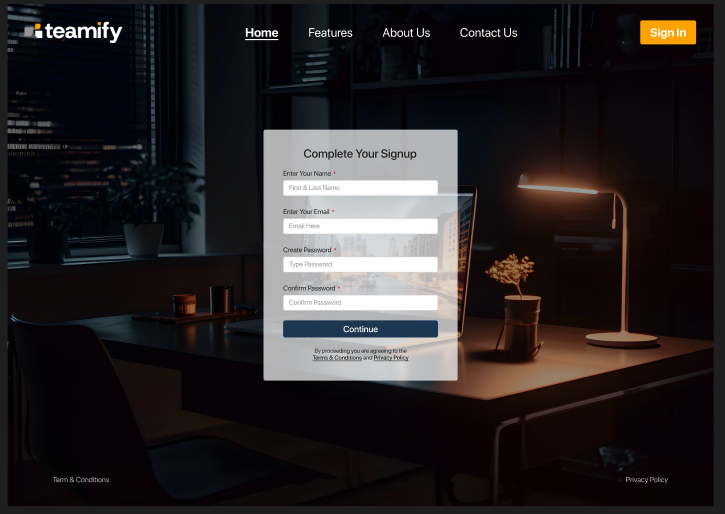 teamify
Home Features About Us Contact Us Sign In
Complete Your Signup
Enter Your Name *
First & Last Name
Enter Your Email *
Email Here
Create Password *
Type Password
Confirm Password *
Confirm Password
Continue
By proceeding you are agreeing to the
Terms & Conditions and Privacy Policy
Term & Conditions Privacy Policy